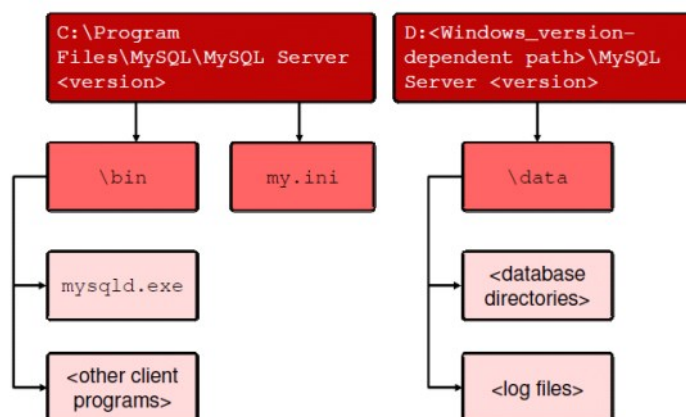 C:\Program
Files\MySQL\MySQL Server
<version>
D:<Windows_version-
dependent path>\MySQL
Server <version>
\bin
my.ini
\data
mysqld.exe
<database
directories>
<other client
programs>
<log files>